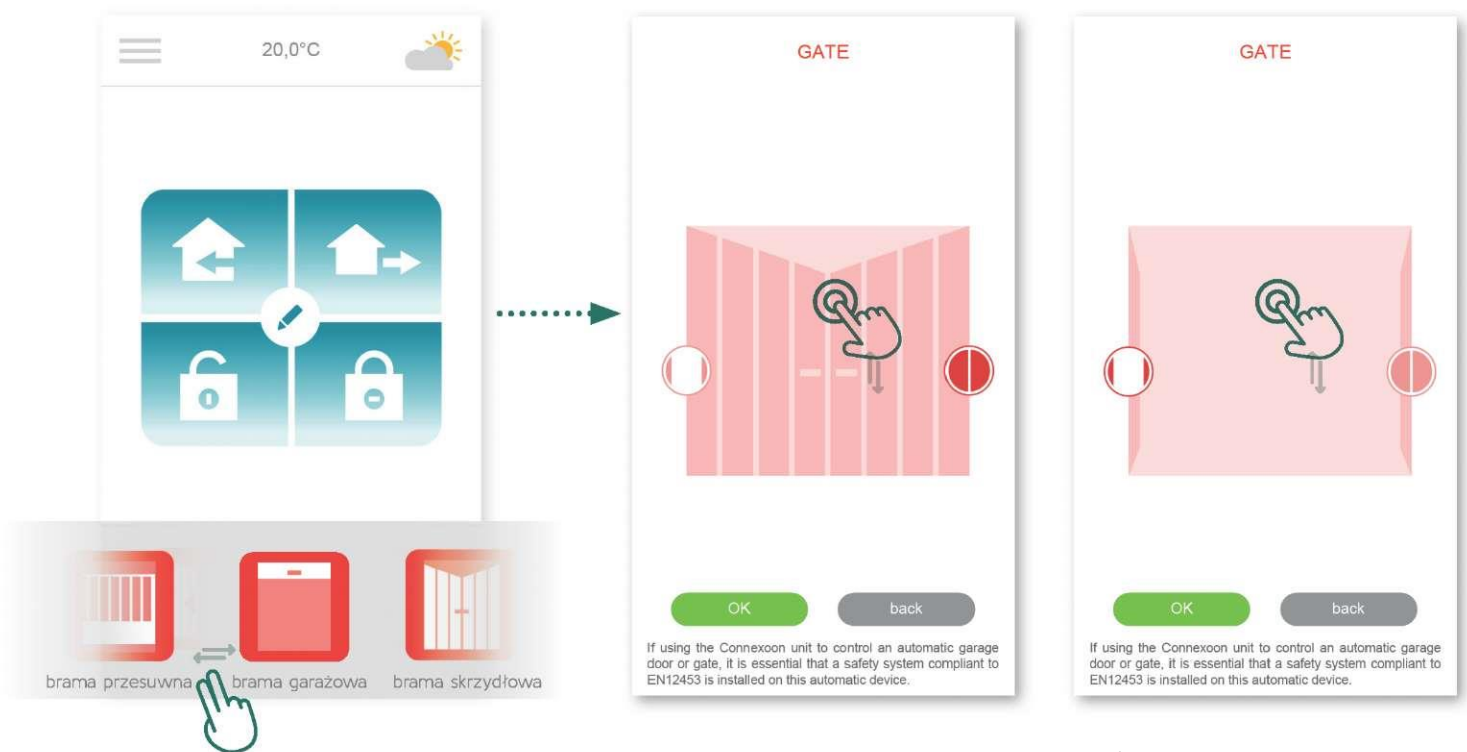 20,0°C
brama przesuwna
brama garażowa
brama skrzydłowa
GATE
OK
back
If using the Connexoon unit to control an automatic garage
door or gate, it is essential that a safety system compliant to
EN12453 is installed on this automatic device.
GATE
OK
back
If using the Connexoon unit to control an automatic garage
door or gate, it is essential that a safety system compliant to
EN12453 is installed on this automatic device.